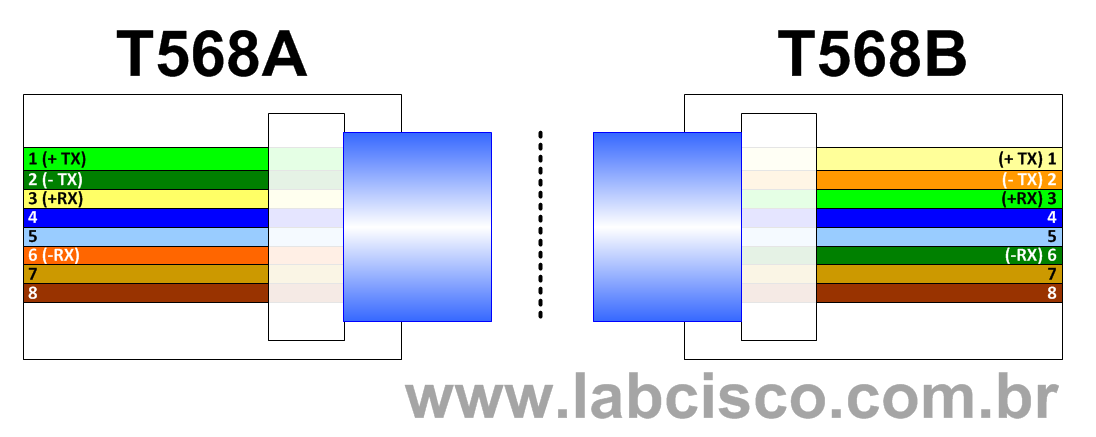 T568A
T568B
1 (+ TX)
2 (- TX)
3 (+RX)
4
5
6 (-RX)
7
8
(+ TX) 1
(- TX) 2
(+RX) 3
4
5
(-RX) 6
7
8
www.labcisco.com.br